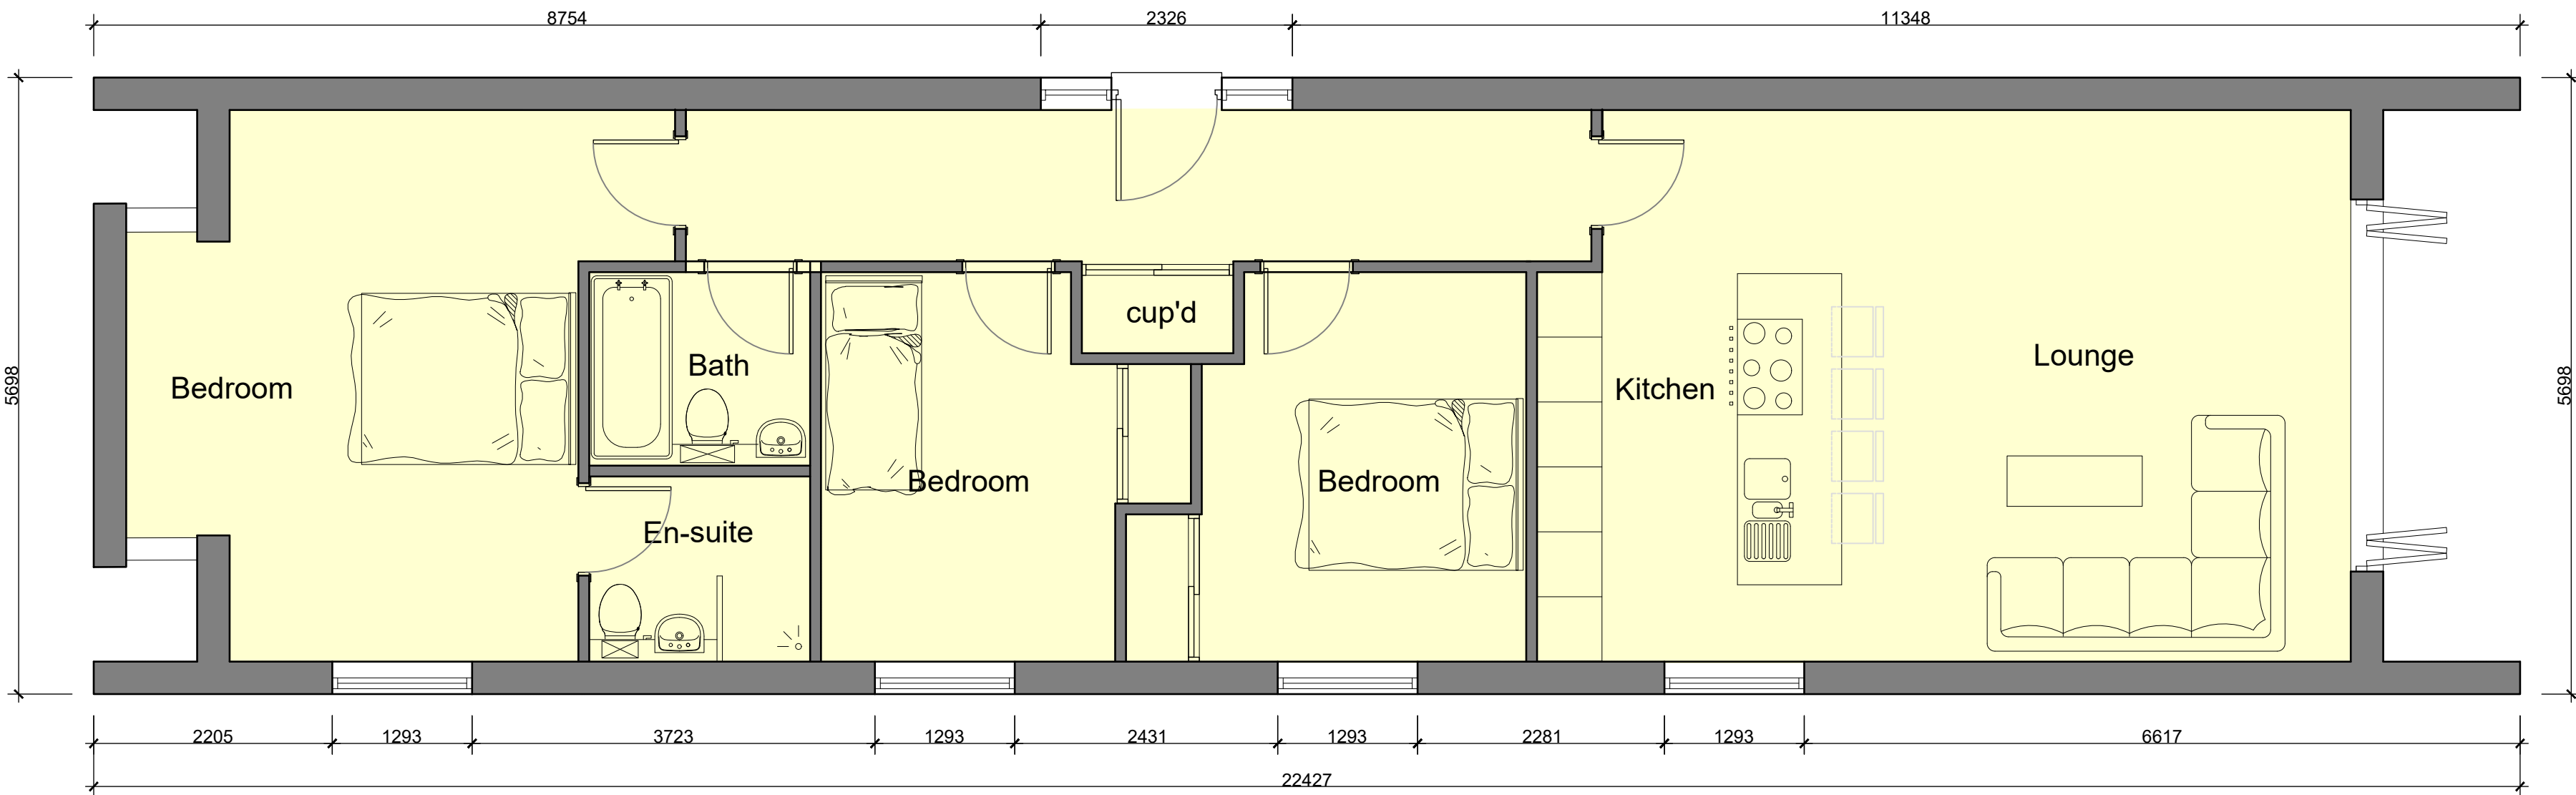 8754
2326
11348
5698
5698
cup'd
Lounge
Bath
Bedroom
Kitchen
Bedroom
Bedroom
En-suite
2205
1293
3723
1293
2431
1293
2281
1293
6617
22427